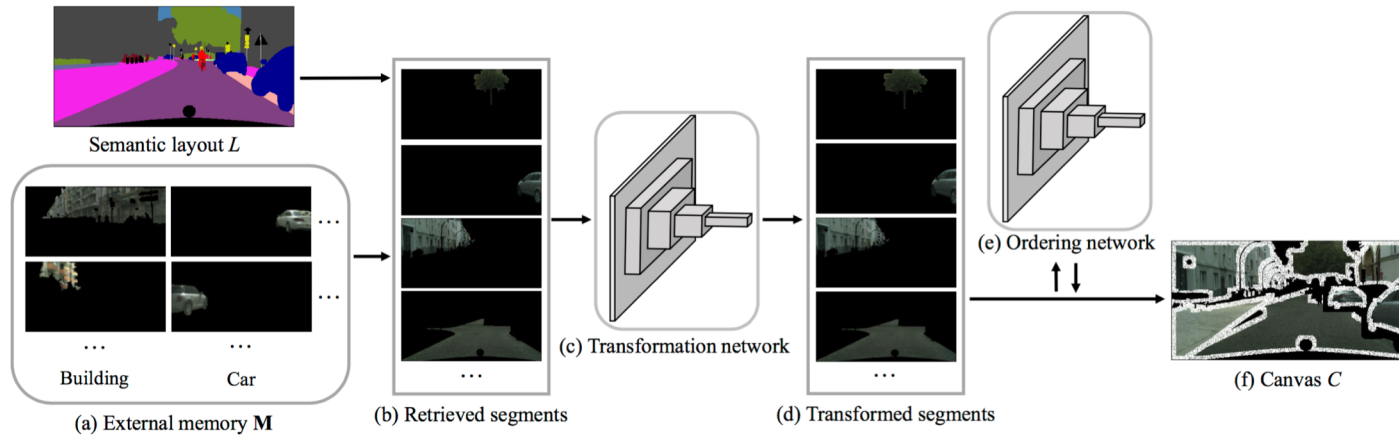 Semantic layout L
... 
...
... ...
Building Car
(a) External memory M
...
(b) Retrieved segments
(c) Transformation network
...
(d) Transformed segments
(e) Ordering network
(f) Canvas C